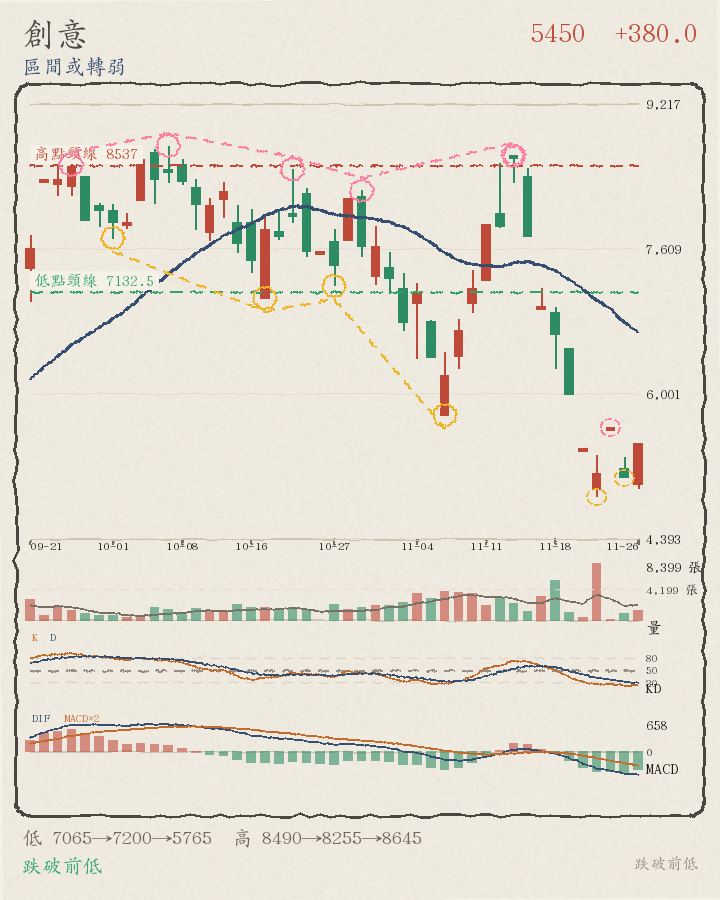 創意
5450 +380.0
區間或轉弱
9,217
高點頸線 8537
7,609
低點頸線 7132.5
6,001
4,393
09-21 10-01 10-08 10-16 10-27 11-04 11-11 11-18 11-26
8,399 張
4,199 張
量
K D
80
50
20
KD
DIF MACD×2
658
0
MACD
低 7065→7200→5765 高 8490→8255→8645
跌破前低
跌破前低